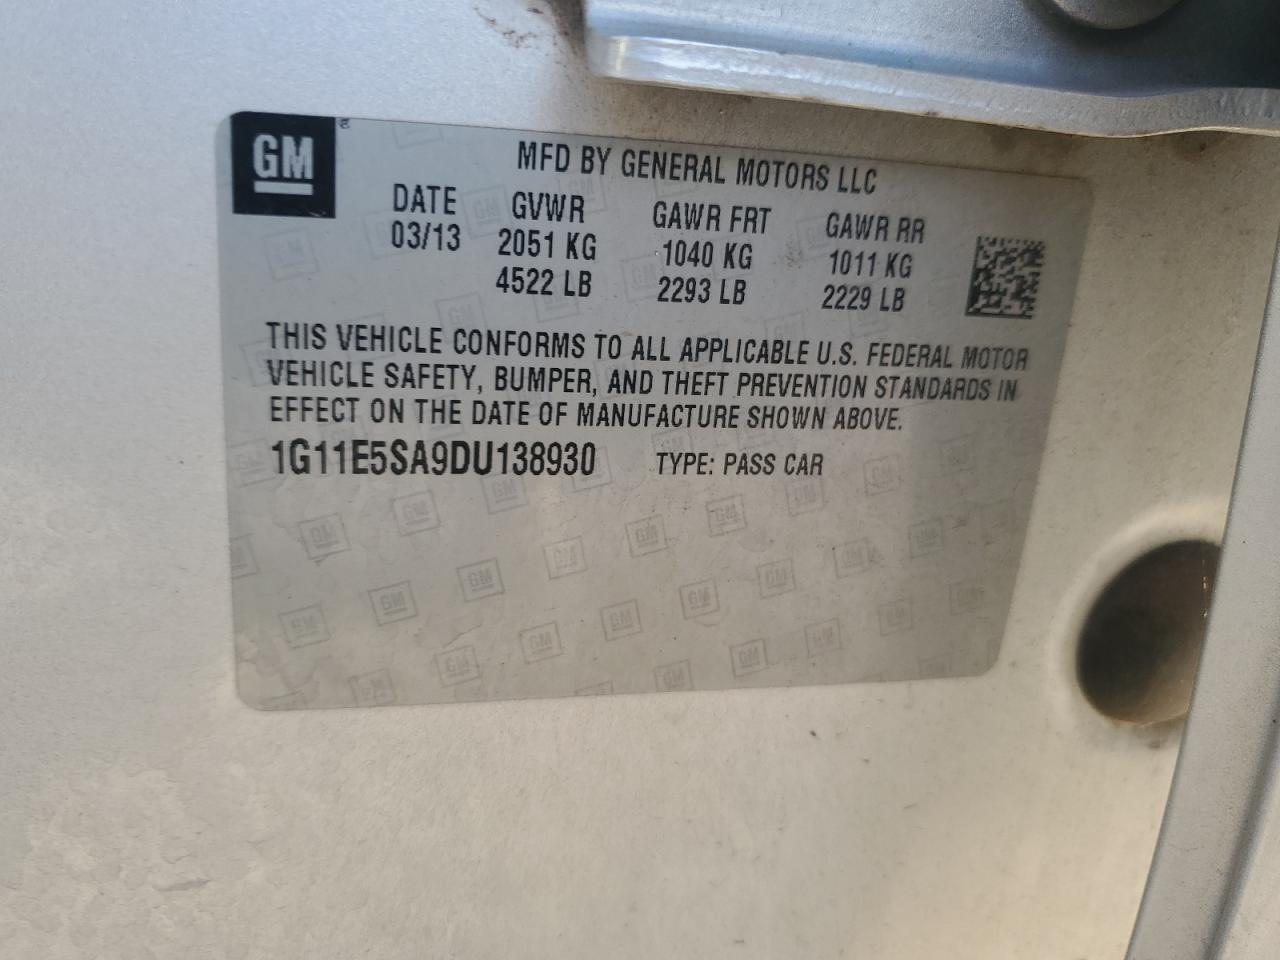 GM
MFD BY GENERAL MOTORS LLC
DATE GVWR GAWR FRT GAWR RR
03/13 2051 KG 1040 KG 1011 KG
4522 LB 2293 LB 2229 LB
THIS VEHICLE CONFORMS TO ALL APPLICABLE U.S. FEDERAL MOTOR
VEHICLE SAFETY, BUMPER, AND THEFT PREVENTION STANDARDS IN
EFFECT ON THE DATE OF MANUFACTURE SHOWN ABOVE.
1G11E5SA9DU138930 TYPE: PASS CAR